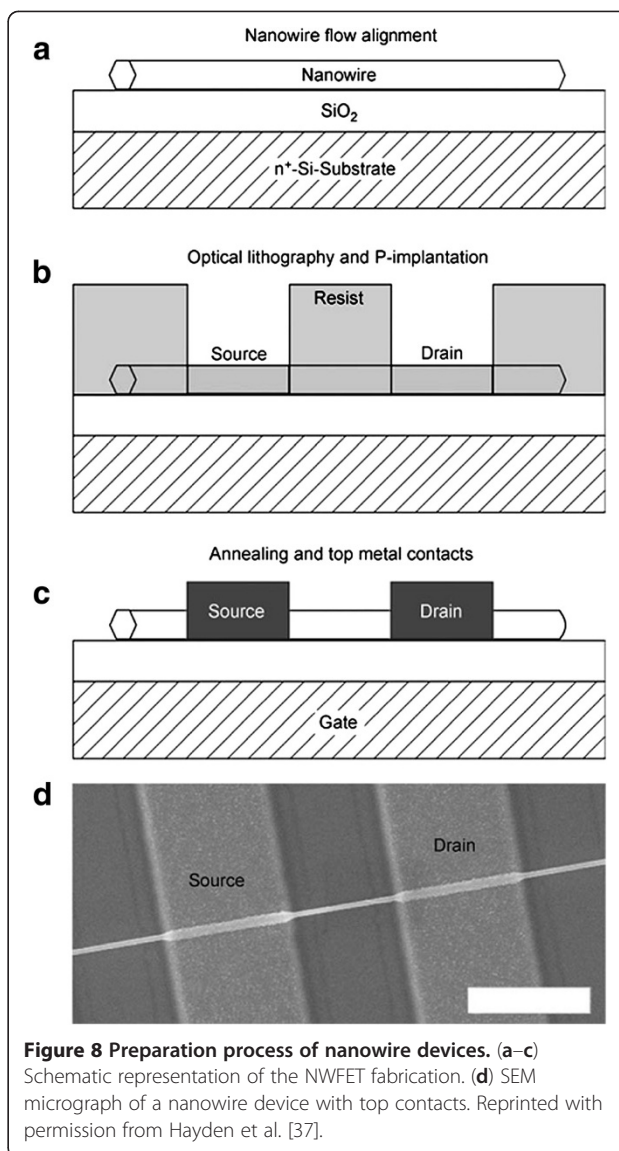 Nanowire flow alignment
a
Nanowire
SiO₂
n⁺-Si-Substrate
Optical lithography and P-implantation
b
Resist
Source Drain
Annealing and top metal contacts
c
Source Drain
Gate
d
Drain
Source
Figure 8 Preparation process of nanowire devices. (a–c)
Schematic representation of the NWFET fabrication. (d) SEM
micrograph of a nanowire device with top contacts. Reprinted with
permission from Hayden et al. [37].